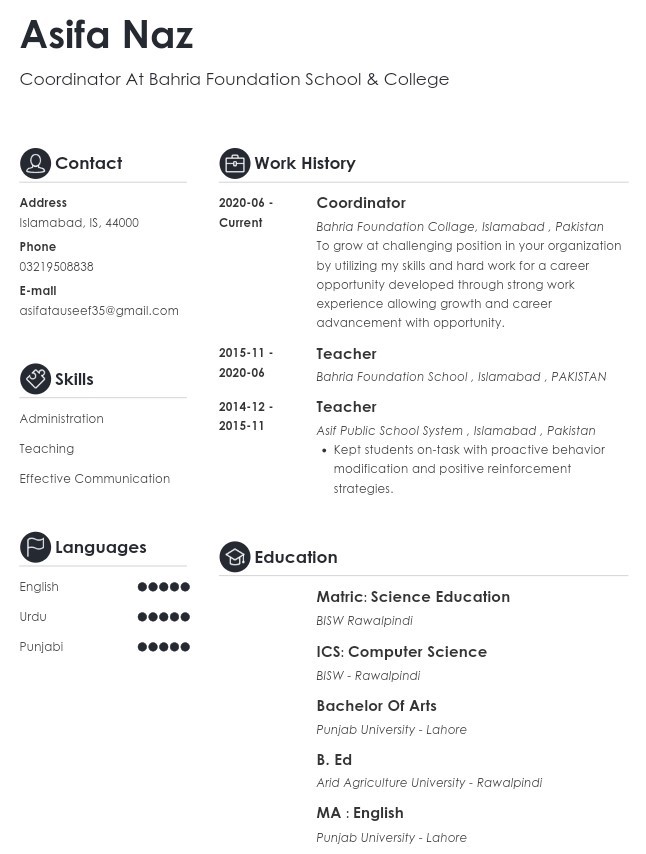 Asifa Naz
Coordinator At Bahria Foundation School & College
Contact
Address
Islamabad, IS, 44000
Phone
03219508838
E-mail
asifatauseef35@gmail.com
Skills
Administration
Teaching
Effective Communication
Languages
English
Urdu
Punjabi
Work History
2020-06 -
Current
Coordinator
Bahria Foundation Collage, Islamabad , Pakistan
To grow at challenging position in your organization
by utilizing my skills and hard work for a career
opportunity developed through strong work
experience allowing growth and career
advancement with opportunity.
2015-11 -
2020-06
Teacher
Bahria Foundation School , Islamabad , PAKISTAN
2014-12 -
2015-11
Teacher
Asif Public School System , Islamabad , Pakistan
• Kept students on-task with proactive behavior
modification and positive reinforcement
strategies.
Education
Matric: Science Education
BISW Rawalpindi
ICS: Computer Science
BISW - Rawalpindi
Bachelor Of Arts
Punjab University - Lahore
B. Ed
Arid Agriculture University - Rawalpindi
MA : English
Punjab University - Lahore